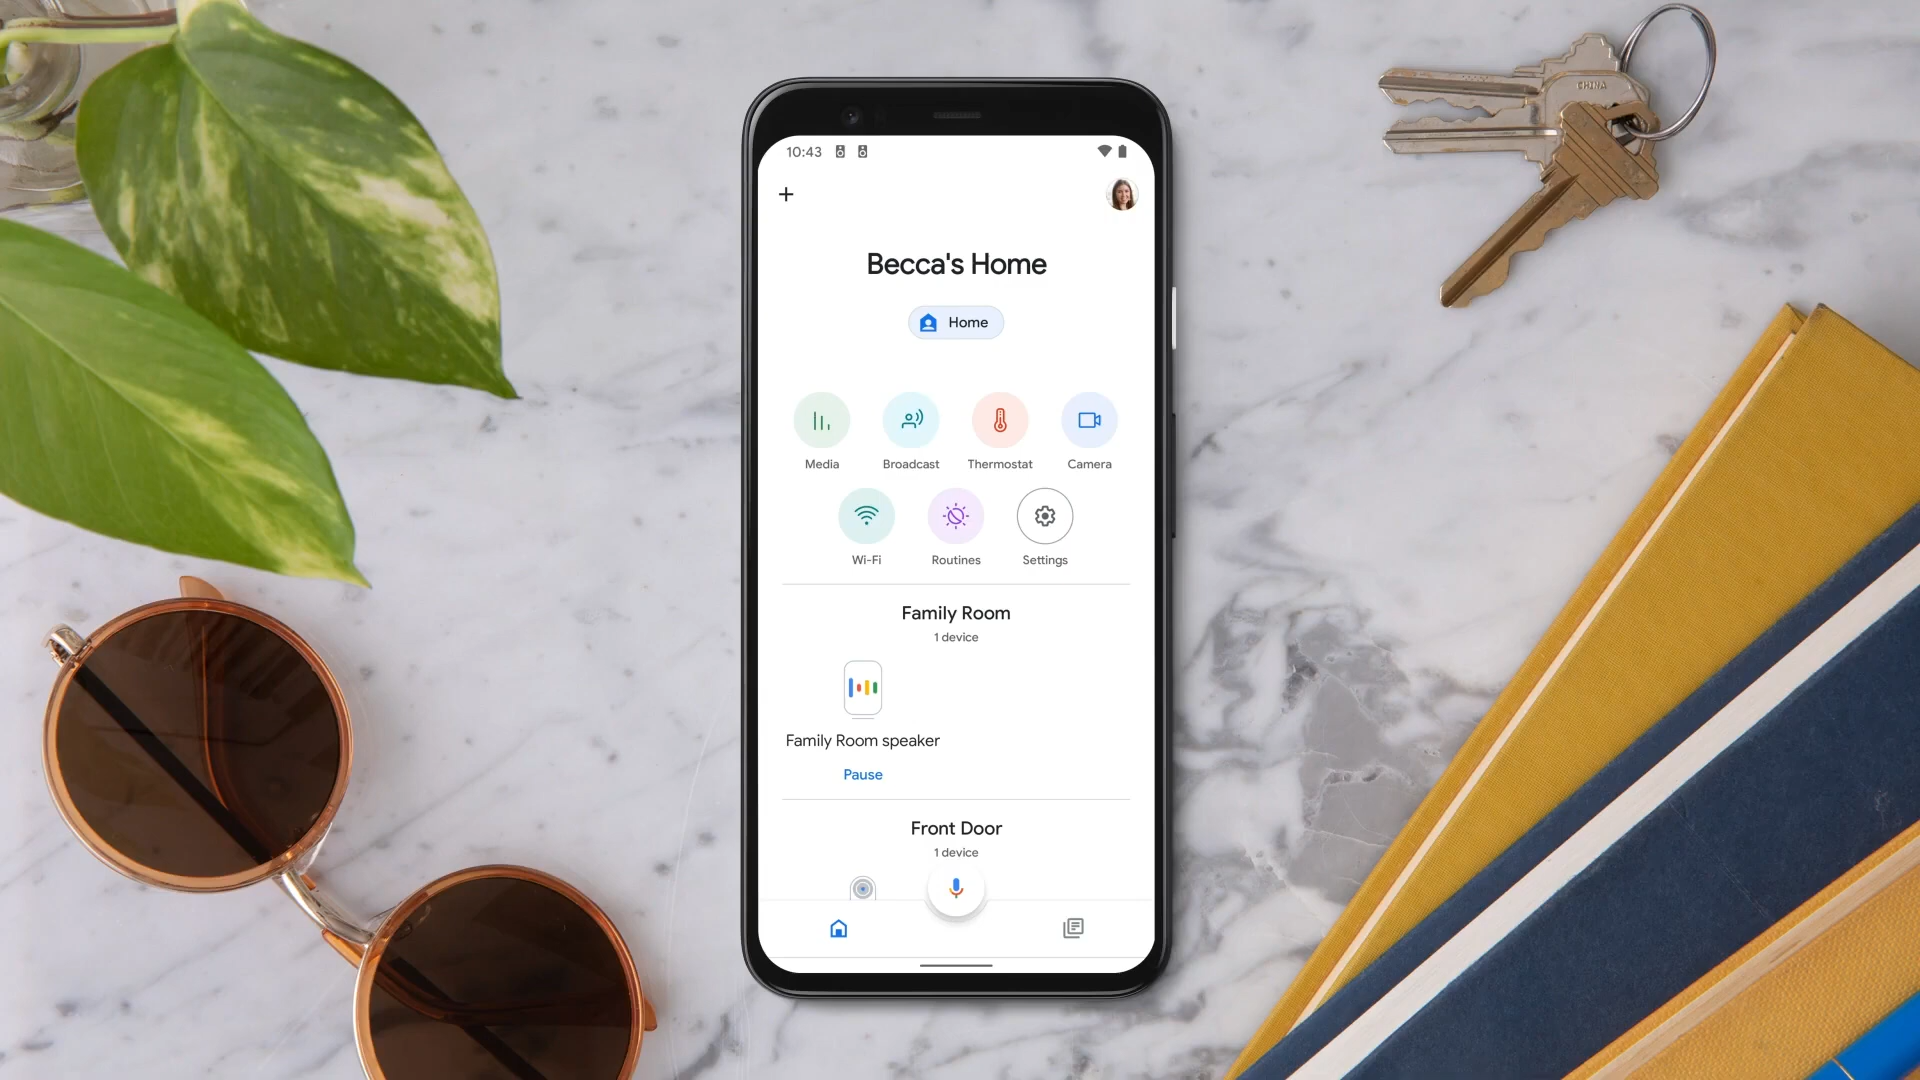 10:43
Becca's Home
Home
Media
Broadcast
Thermostat
Camera
Wi-Fi
Routines
Settings
Family Room
1 device
Family Room speaker
Pause
Front Door
1 device
CHINA